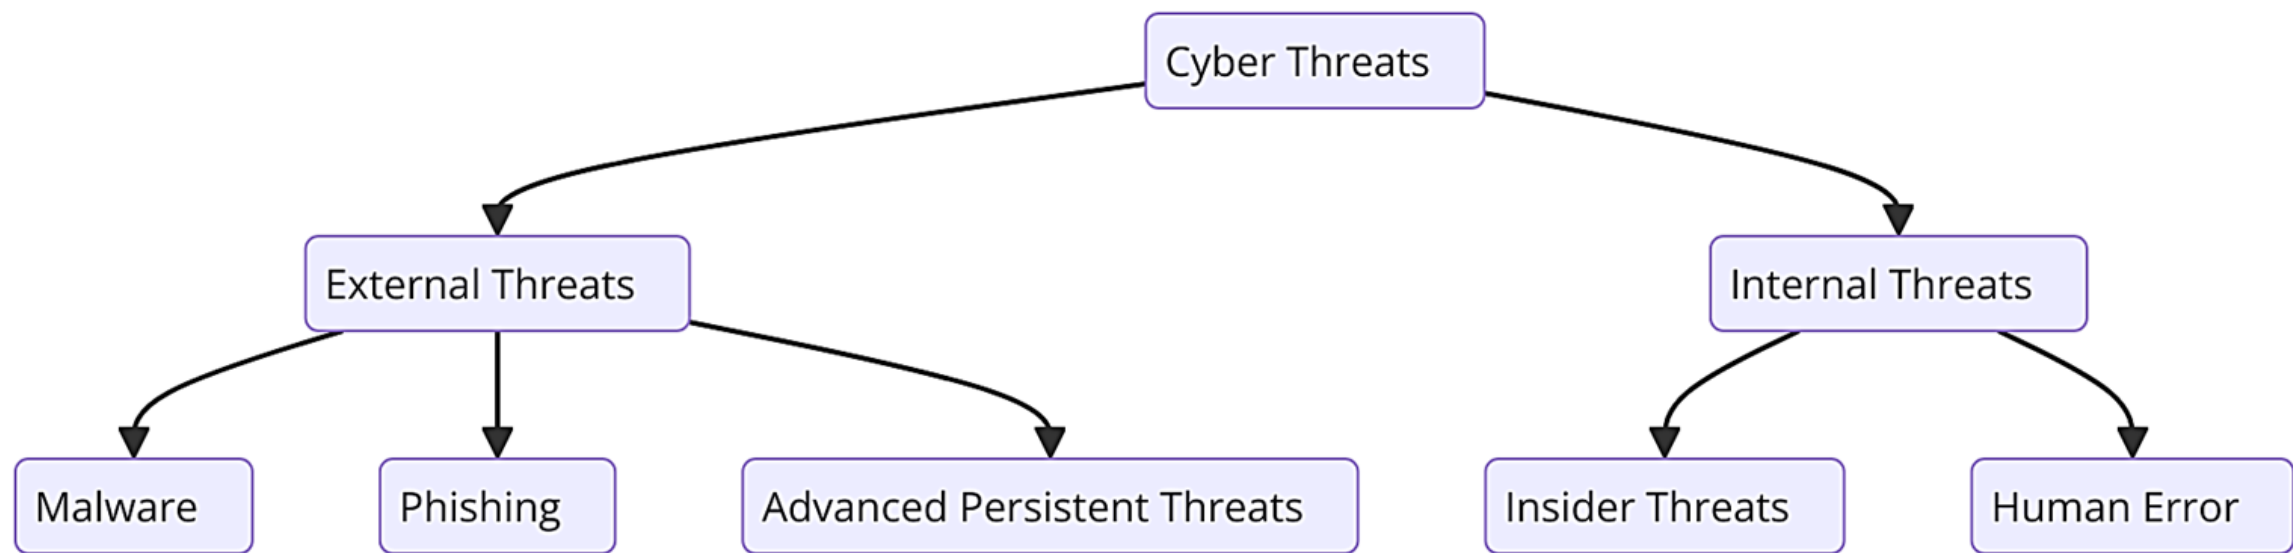 Cyber Threats
External Threats
Internal Threats
Malware
Phishing
Advanced Persistent Threats
Insider Threats
Human Error